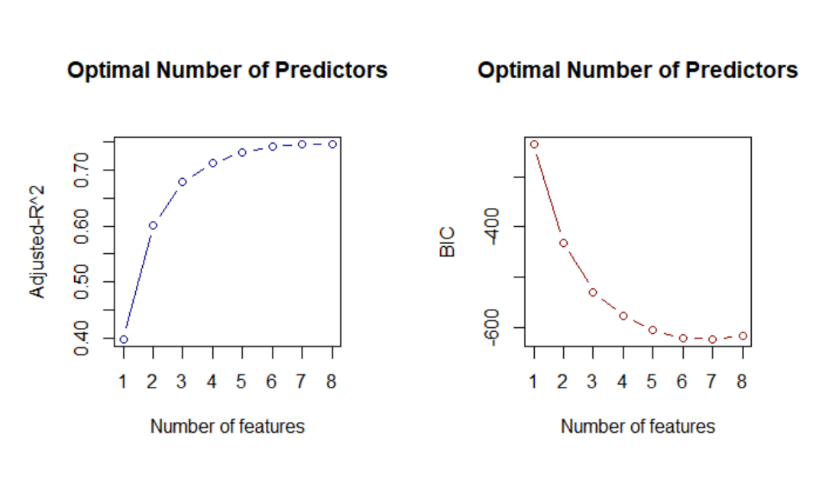 Optimal Number of Predictors
Adjusted-R^2
0.70
0.60
0.50
0.40
1 2 3 4 5 6 7 8
Number of features
Optimal Number of Predictors
BIC
-400
-600
1 2 3 4 5 6 7 8
Number of features